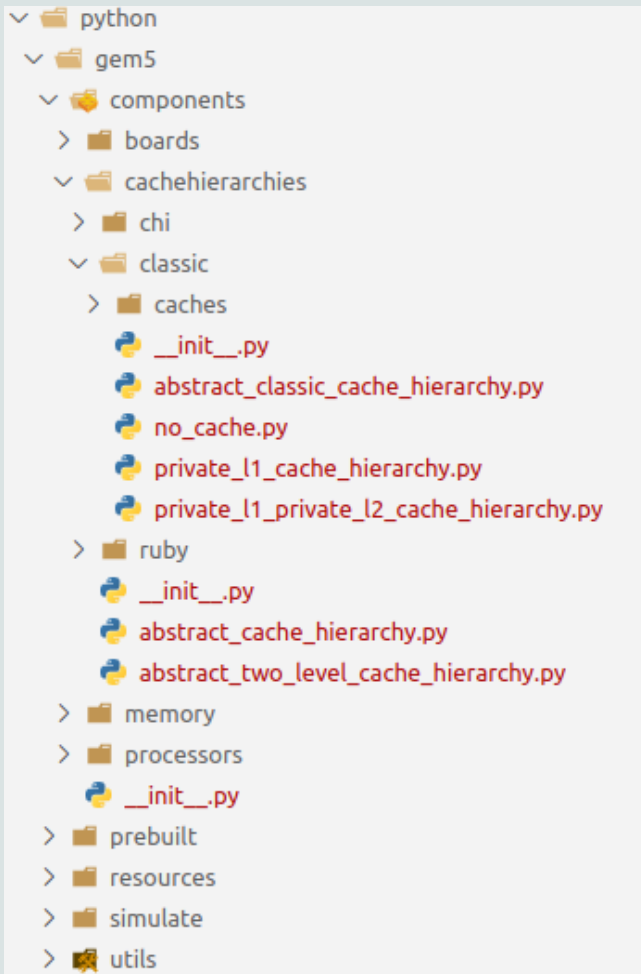 python
gem5
components
boards
cachehierarchies
chi
classic
caches
__init__.py
abstract_classic_cache_hierarchy.py
no_cache.py
private_l1_cache_hierarchy.py
private_l1_private_l2_cache_hierarchy.py
ruby
__init__.py
abstract_cache_hierarchy.py
abstract_two_level_cache_hierarchy.py
memory
processors
__init__.py
prebuilt
resources
simulate
utils